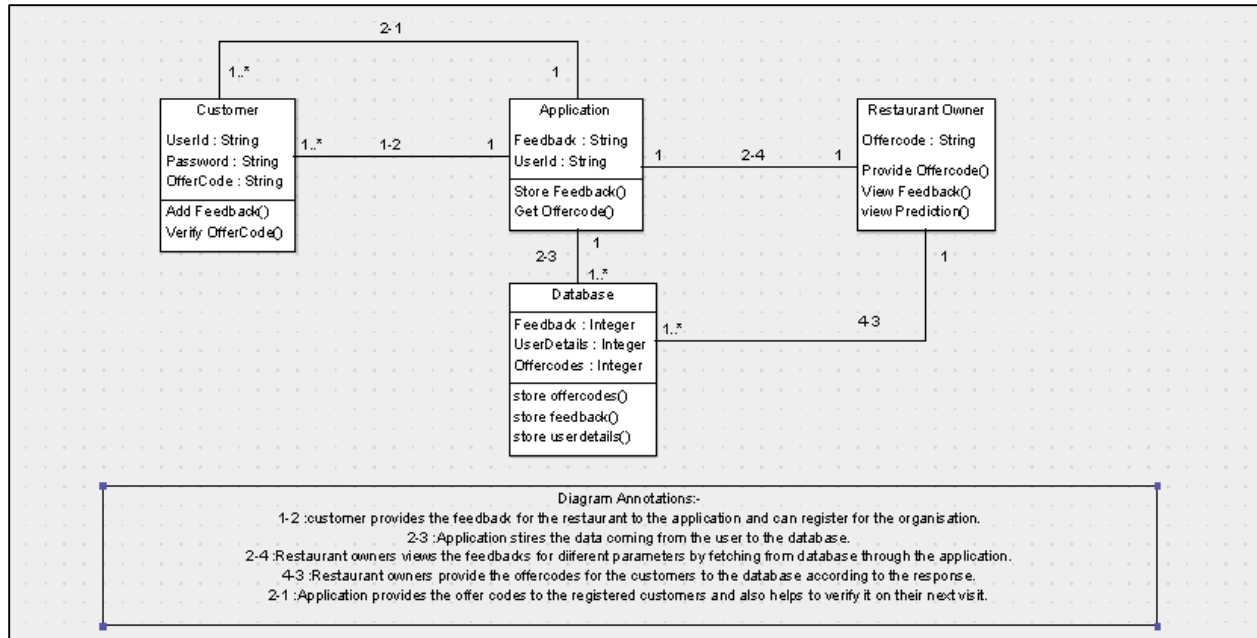 2-1
1..*
1
Customer
UserId : String
Password : String
OfferCode : String
Add Feedback()
Verify OfferCode()
1..*
1-2
1
Application
Feedback : String
UserId : String
Store Feedback()
Get Offercode()
1
2-4
1
Restaurant Owner
Offercode : String
Provide Offercode()
View Feedback()
view Prediction()
1
2-3
1..*
1
Database
Feedback : Integer
UserDetails : Integer
Offercodes : Integer
store offercodes()
store feedback()
store userdetails()
1..*
4-3
Diagram Annotations:-
1-2 :customer provides the feedback for the restaurant to the application and can register for the organisation.
2-3 :Application stires the data coming from the user to the database.
2-4 :Restaurant owners views the feedbacks for diifferent parameters by fetching from database through the application.
4-3 :Restaurant owners provide the offercodes for the customers to the database according to the response.
2-1 :Application provides the offer codes to the registered customers and also helps to verify it on their next visit.